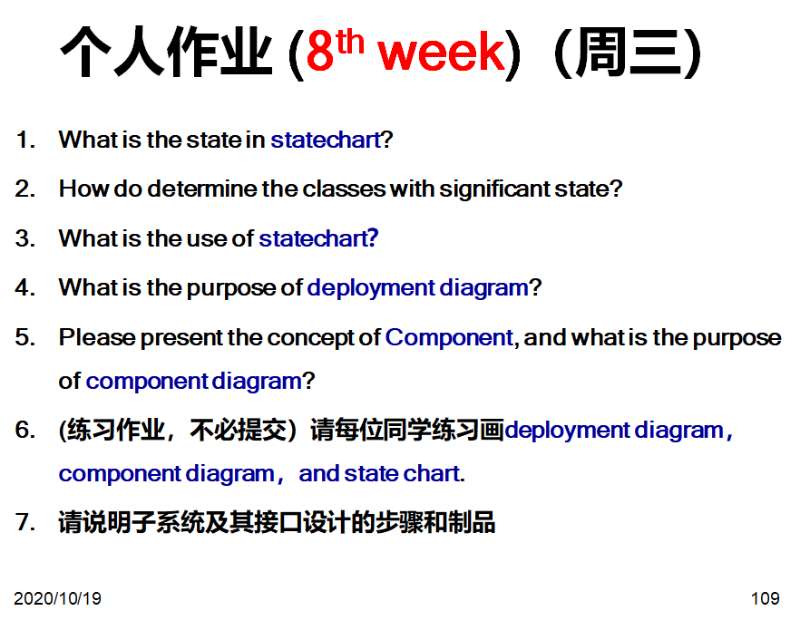 个人作业 (8th week)（周三）
1. What is the state in statechart?
2. How do determine the classes with significant state?
3. What is the use of statechart?
4. What is the purpose of deployment diagram?
5. Please present the concept of Component, and what is the purpose
of component diagram?
6. (练习作业，不必提交）请每位同学练习画deployment diagram，
component diagram，and state chart.
7. 请说明子系统及其接口设计的步骤和制品
2020/10/19
109